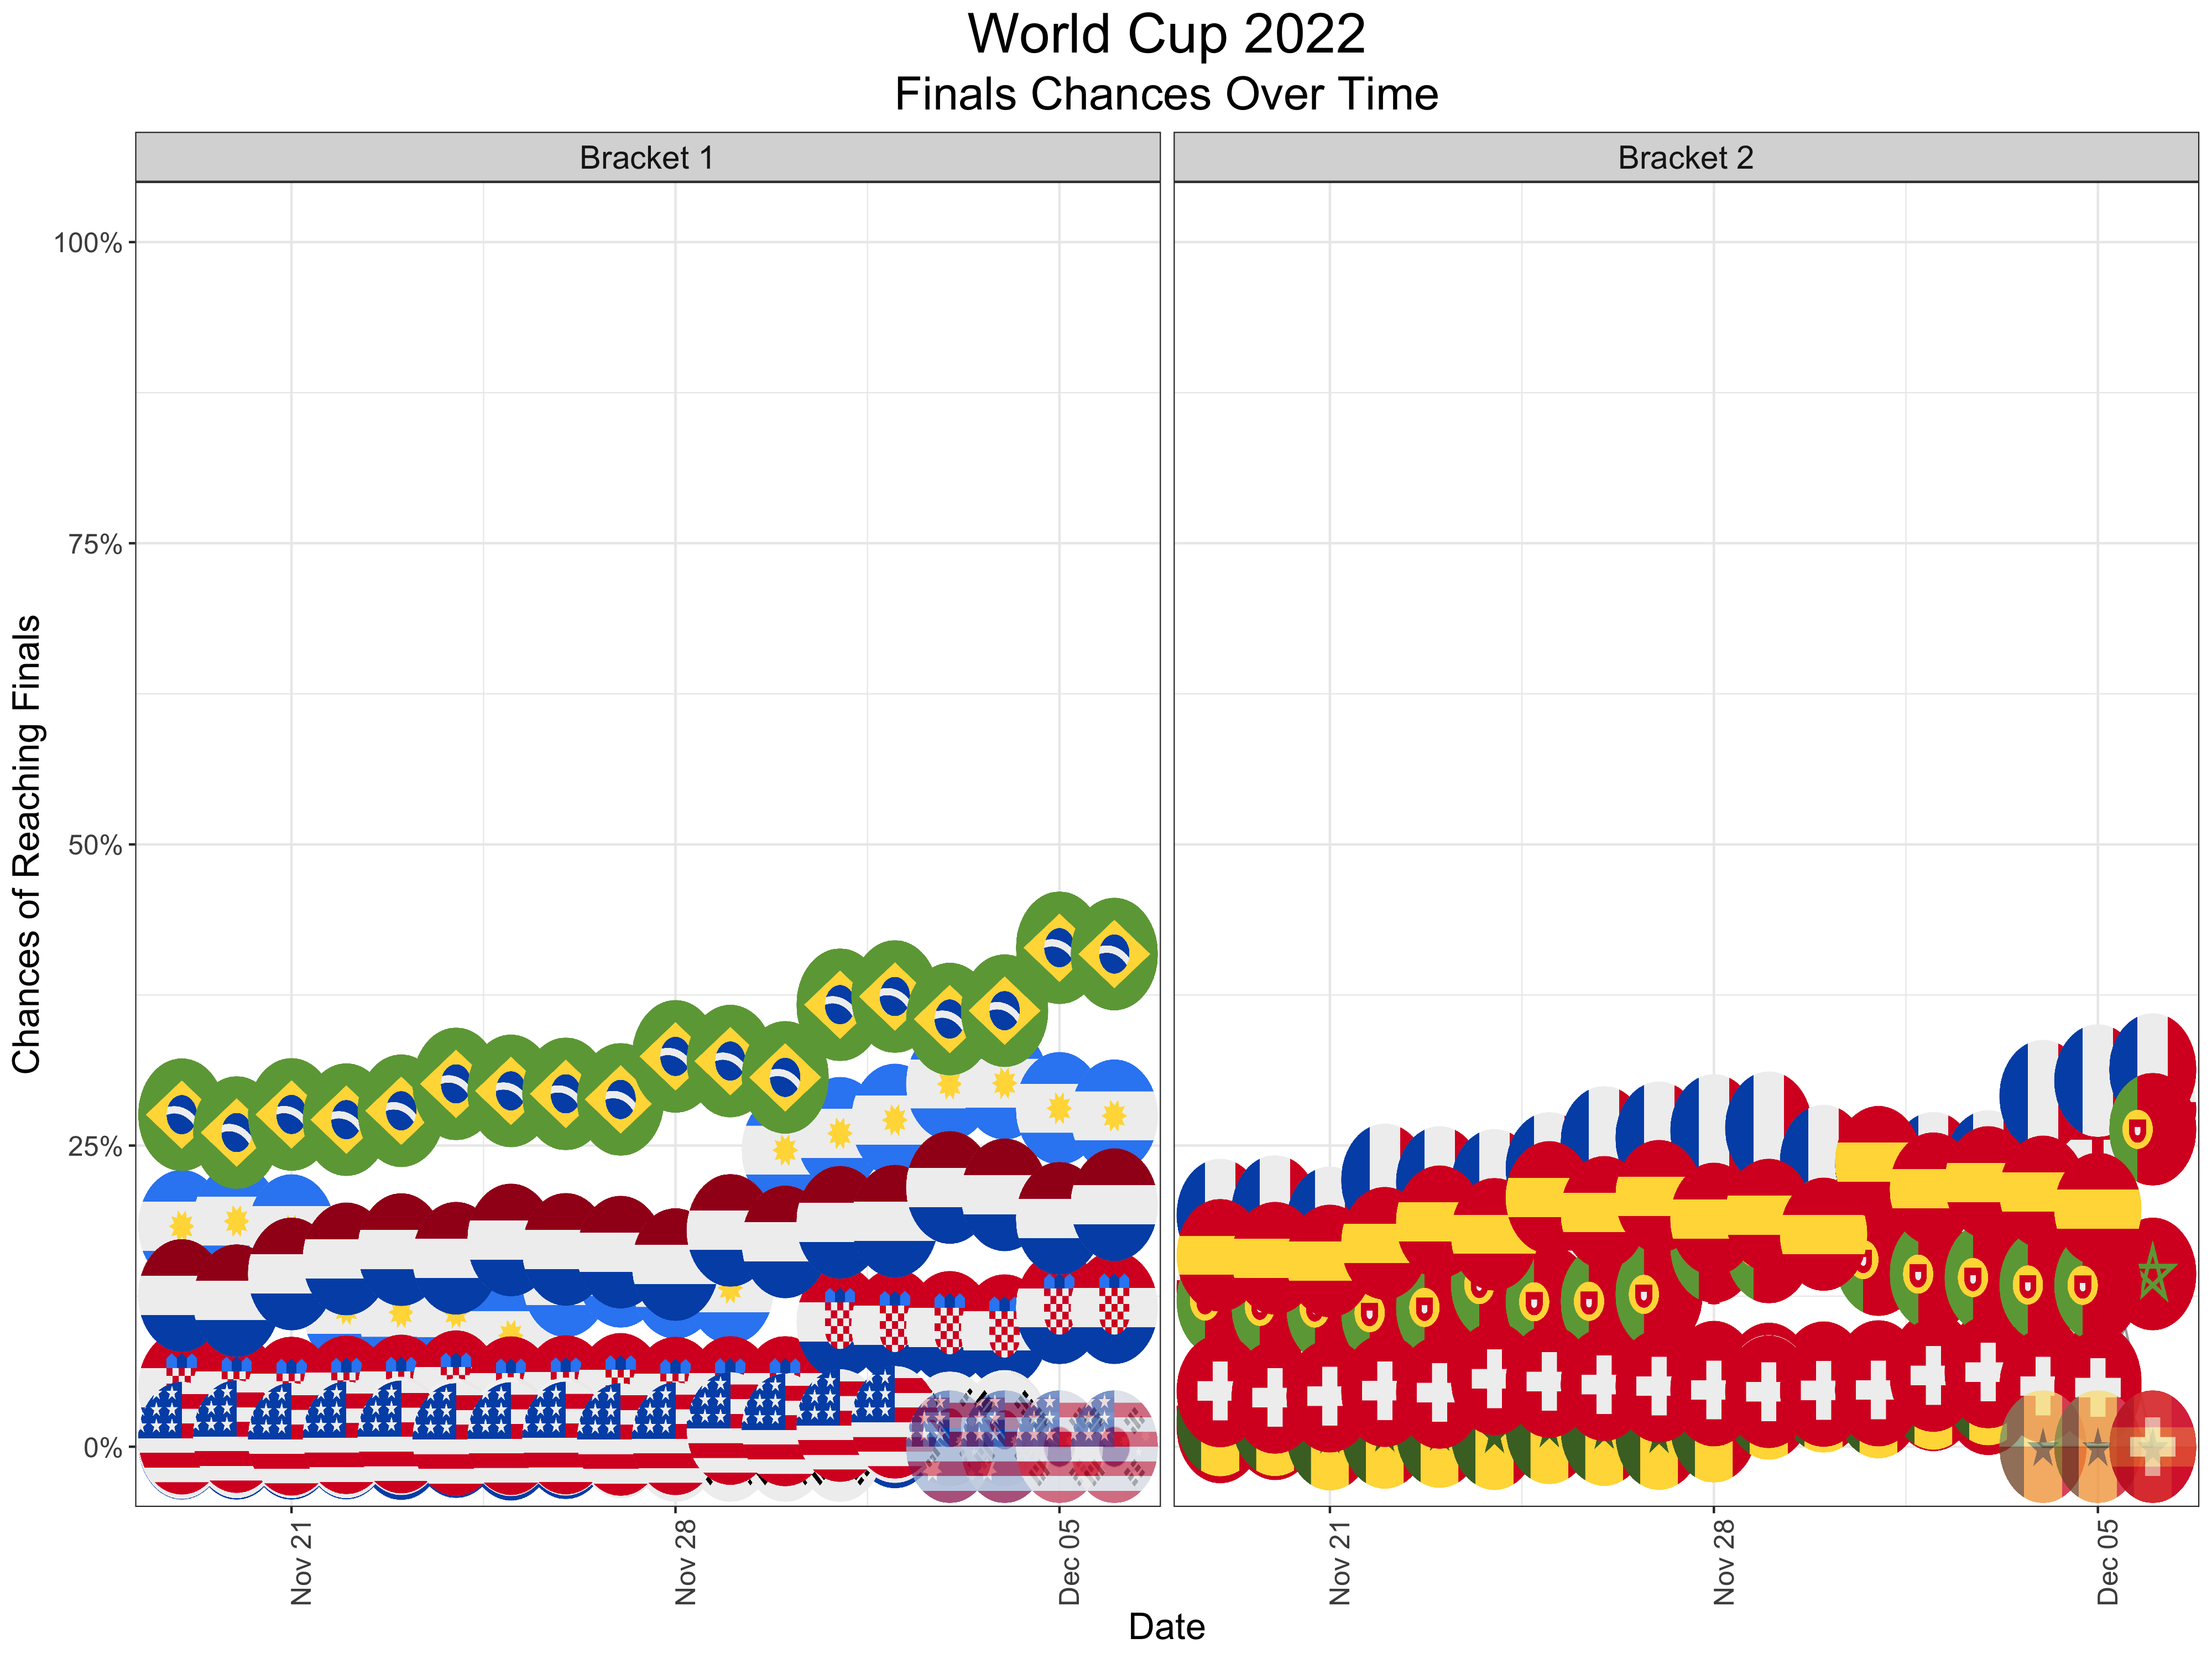 World Cup 2022
Finals Chances Over Time
Bracket 1
Bracket 2
Chances of Reaching Finals
100%
75%
50%
25%
0%
Nov 21
Nov 28
Dec 05
Nov 21
Nov 28
Dec 05
Date